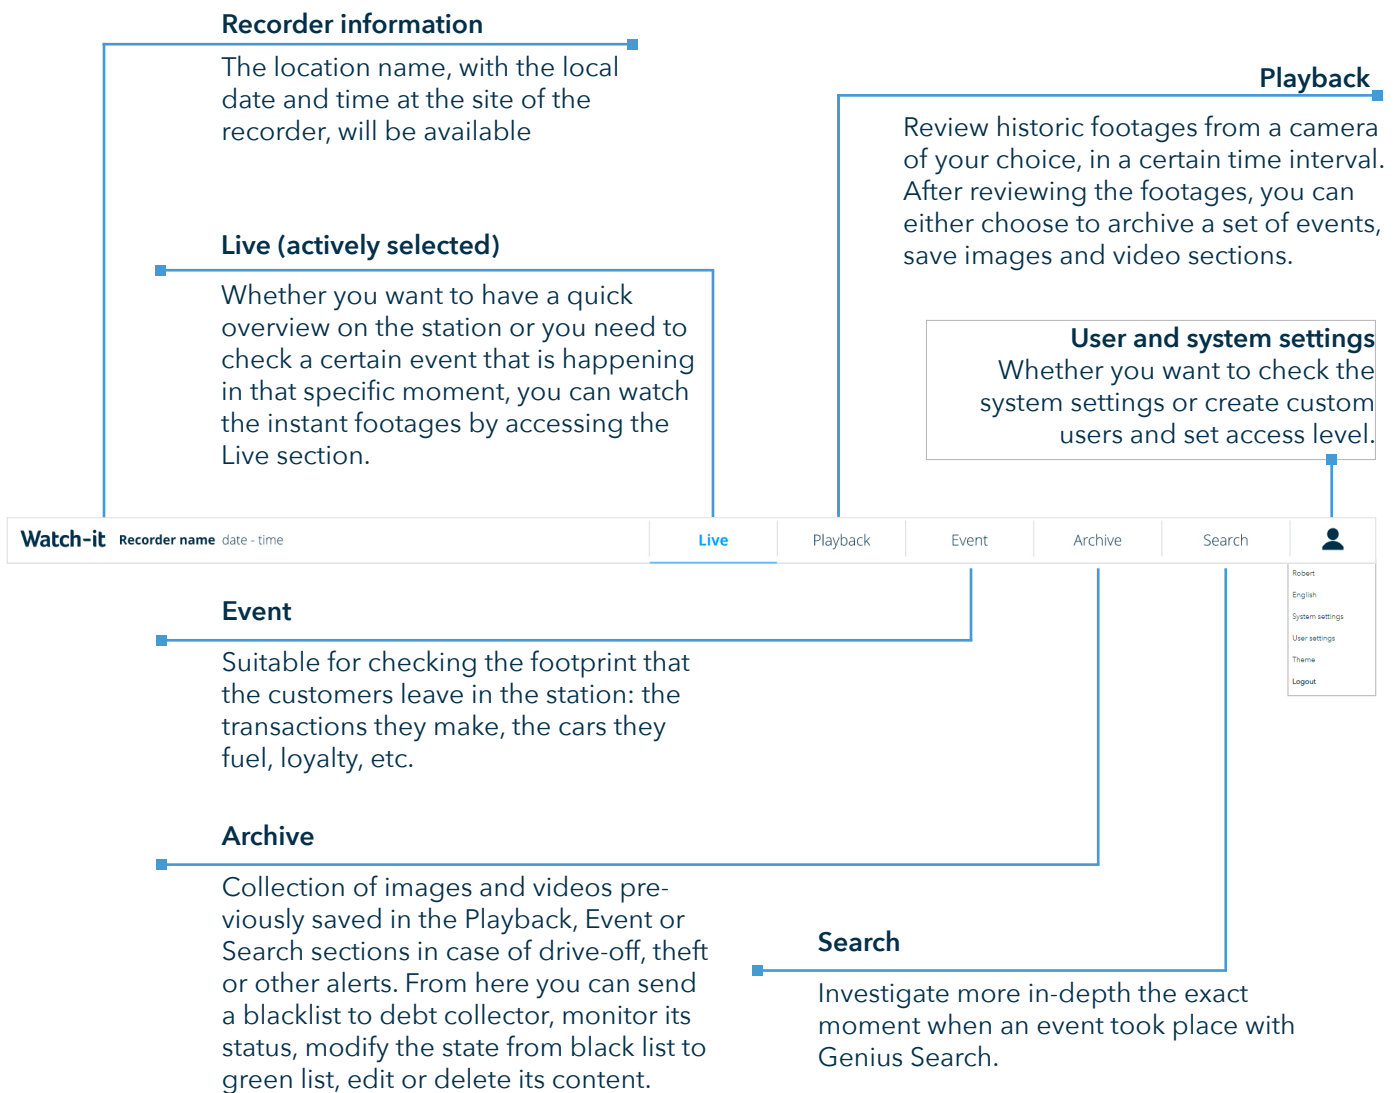 Recorder information
The location name, with the local
date and time at the site of the
recorder, will be available
Playback
Review historic footages from a camera
of your choice, in a certain time interval.
After reviewing the footages, you can
either choose to archive a set of events,
save images and video sections.
Live (actively selected)
Whether you want to have a quick
overview on the station or you need to
check a certain event that is happening
in that specific moment, you can watch
the instant footages by accessing the
Live section.
User and system settings
Whether you want to check the
system settings or create custom
users and set access level.
Watch-it Recorder name date - time Live Playback Event Archive Search
Robert
English
System settings
User settings
Theme
Logout
Event
Suitable for checking the footprint that
the customers leave in the station: the
transactions they make, the cars they
fuel, loyalty, etc.
Archive
Collection of images and videos pre-
viously saved in the Playback, Event or
Search sections in case of drive-off, theft
or other alerts. From here you can send
a blacklist to debt collector, monitor its
status, modify the state from black list to
green list, edit or delete its content.
Search
Investigate more in-depth the exact
moment when an event took place with
Genius Search.